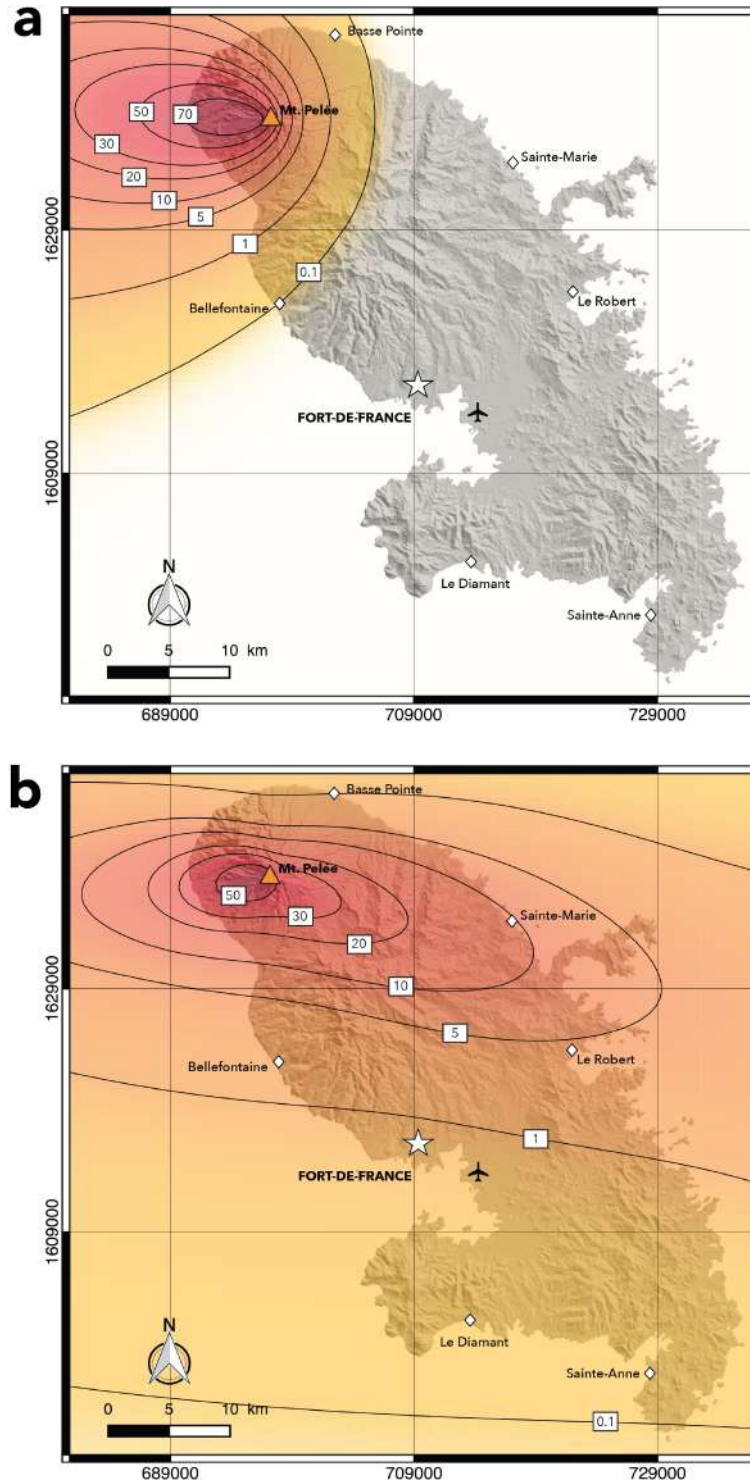 a
Basse Pointe
50
70
Mt. Pelée
30
Sainte-Marie
20
10
5
1629000
1
0.1
Le Robert
Bellefontaine
FORT-DE-FRANCE
1609000
N
Le Diamant
Sainte-Anne
0 5 10 km
689000 709000 729000
b
Basse Pointe
Mt. Pelée
50
30
Sainte-Marie
20
10
1629000
5
Le Robert
Bellefontaine
1
FORT-DE-FRANCE
1609000
N
Le Diamant
Sainte-Anne
0.1
0 5 10 km
689000 709000 729000